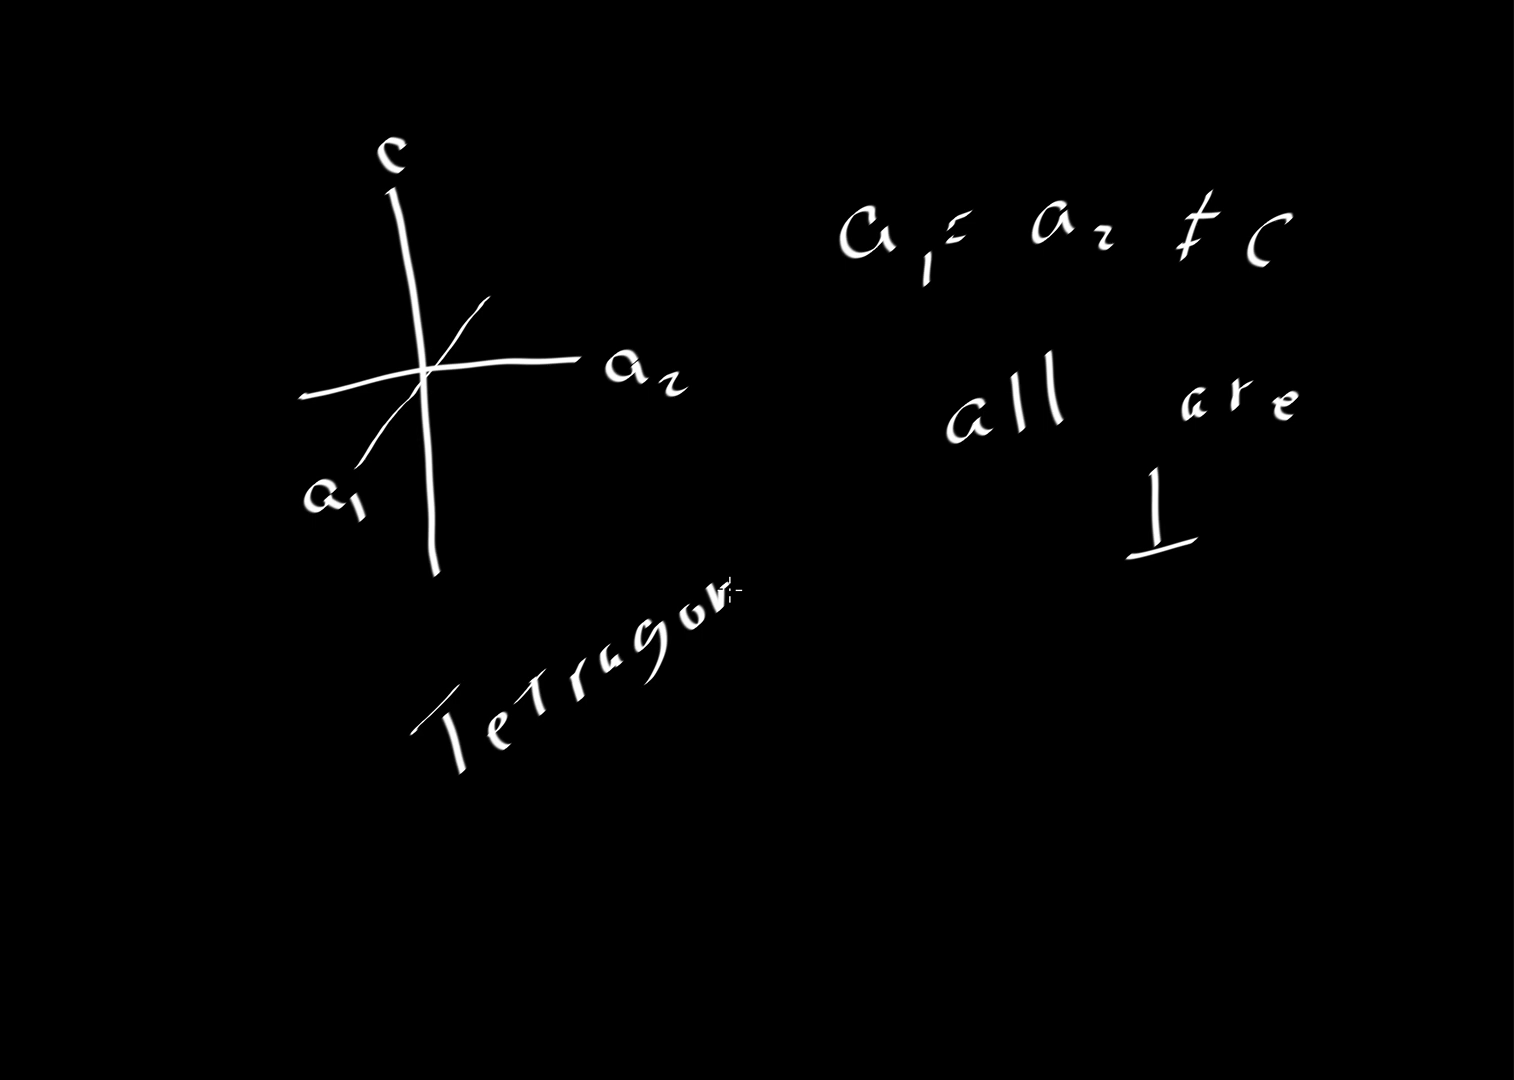 c
a₁ = a₂ ≠ c
a₂
all are
a₁
⊥
Tetragon